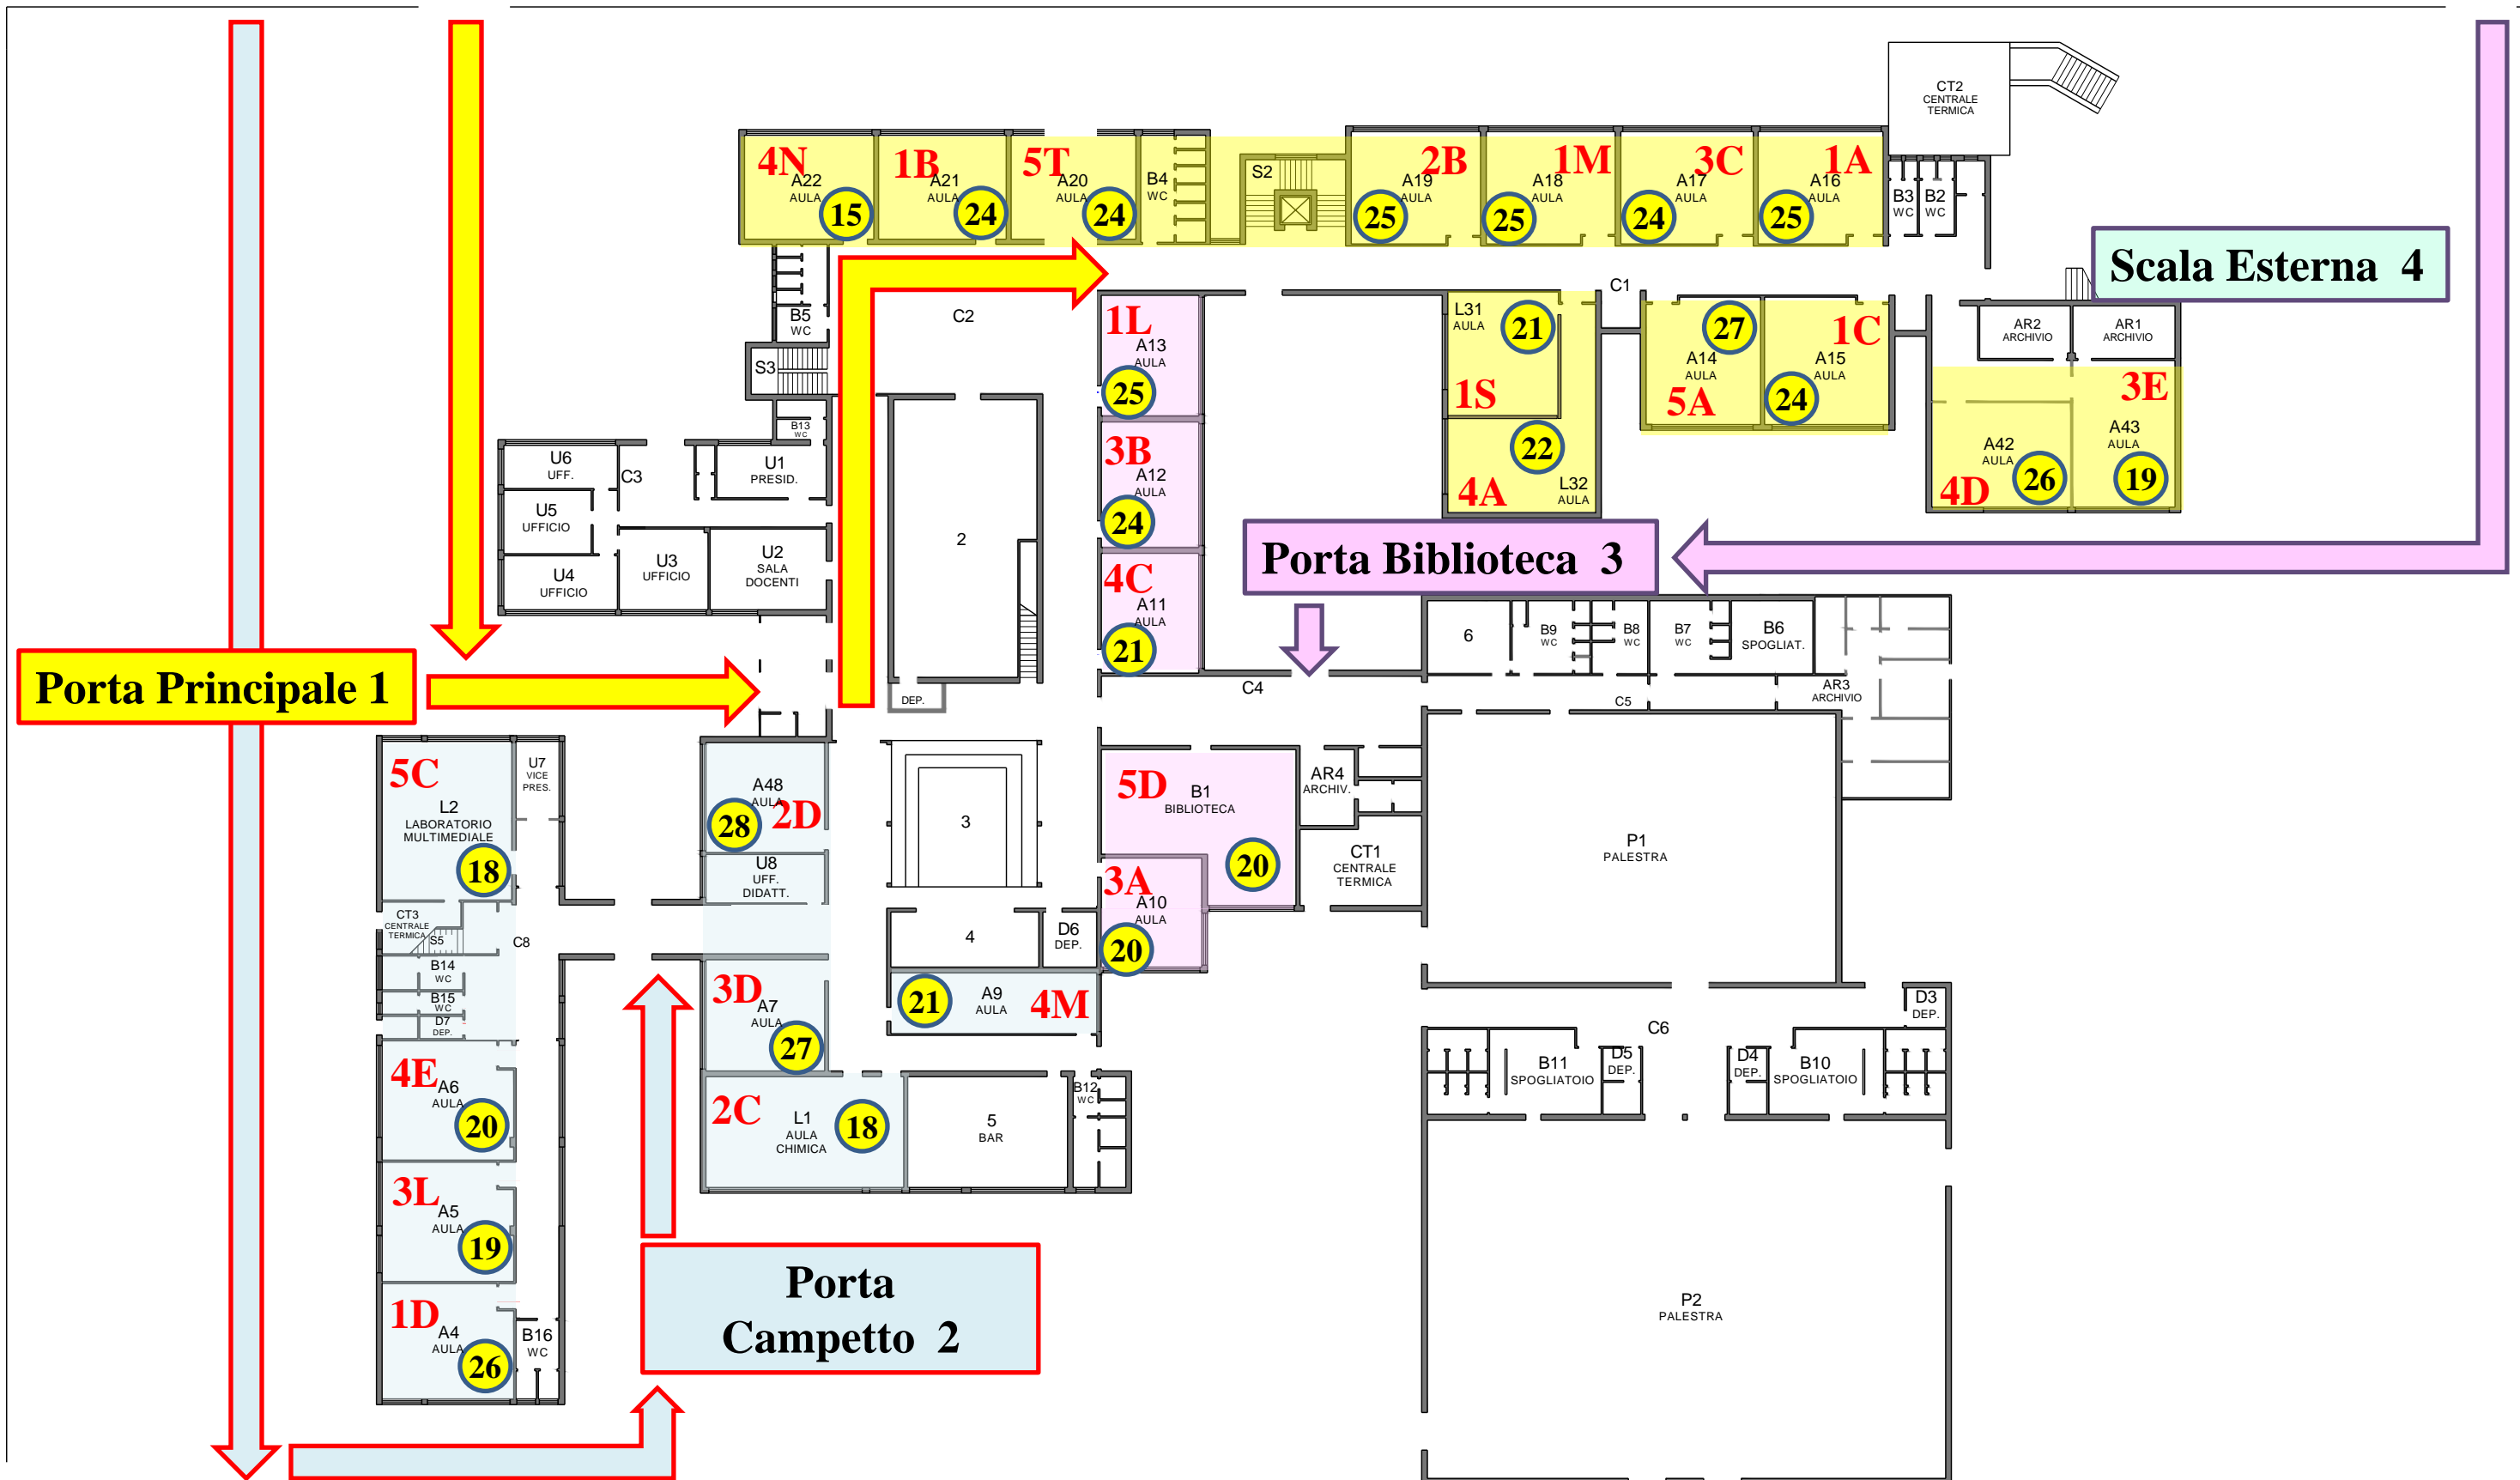 CT2
CENTRALE
TERMICA
4N
A22
AULA
15
1B
A21
AULA
24
5T
A20
AULA
24
B4
WC
S2
2B
A19
AULA
25
1M
A18
AULA
25
3C
A17
AULA
24
1A
A16
AULA
25
B3
WC
B2
WC
Scala Esterna 4
B5
WC
C2
S3
B13
WC
1L
A13
AULA
25
L31
AULA
21
1S
C1
27
A14
AULA
5A
1C
A15
AULA
24
AR2
ARCHIVIO
AR1
ARCHIVIO
3E
A42
AULA
26
4D
A43
AULA
19
U6
UFF.
C3
U1
PRESID.
U5
UFFICIO
U4
UFFICIO
U3
UFFICIO
U2
SALA
DOCENTI
2
3B
A12
AULA
24
22
4A
L32
AULA
Porta Biblioteca 3
4C
A11
AULA
21
6
B9
WC
B8
WC
B7
WC
B6
SPOGLIAT.
Porta Principale 1
DEP.
C4
C5
AR3
ARCHIVIO
5C
L2
LABORATORIO
MULTIMEDIALE
18
U7
VICE
PRES.
A48
AULA
28
2D
U8
UFF.
DIDATT.
3
5D
B1
BIBLIOTECA
20
AR4
ARCHIV.
CT1
CENTRALE
TERMICA
P1
PALESTRA
3A
A10
AULA
20
CT3
CENTRALE
TERMICA
S5
C8
B14
WC
B15
WC
D7
DEP.
4
D6
DEP.
3D
A7
AULA
27
21
A9
AULA
4M
D3
DEP.
C6
4E
A6
AULA
20
2C
L1
AULA
CHIMICA
18
5
BAR
B12
WC
B11
SPOGLIATOIO
D5
DEP.
D4
DEP.
B10
SPOGLIATOIO
3L
A5
AULA
19
Porta
Campetto 2
1D
A4
AULA
26
B16
WC
P2
PALESTRA